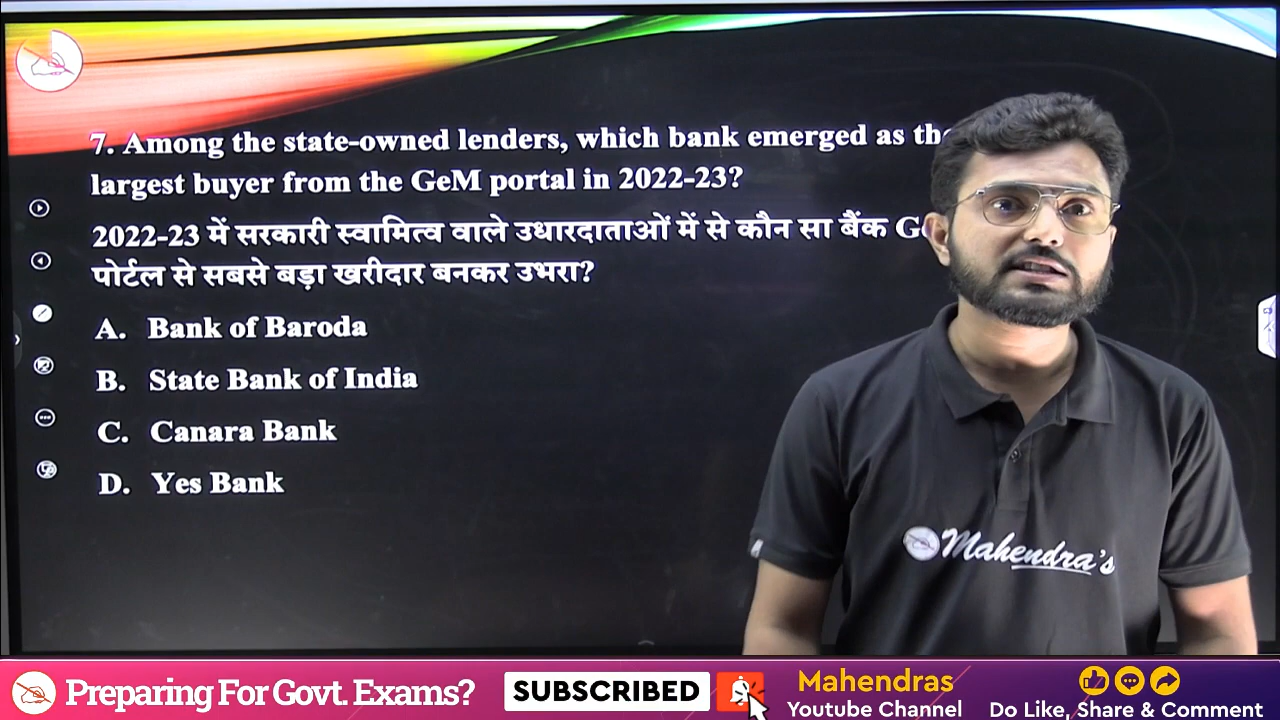 7. Among the state-owned lenders, which bank emerged as the
largest buyer from the GeM portal in 2022-23?
2022-23 में सरकारी स्वामित्व वाले उधारदाताओं में से कौन सा बैंक
पोर्टल से सबसे बड़ा खरीदार बनकर उभरा?
A. Bank of Baroda
B. State Bank of India
C. Canara Bank
D. Yes Bank
Mahendra's
Preparing For Govt. Exams?
SUBSCRIBED
Mahendras
Youtube Channel
Do Like, Share & Comment